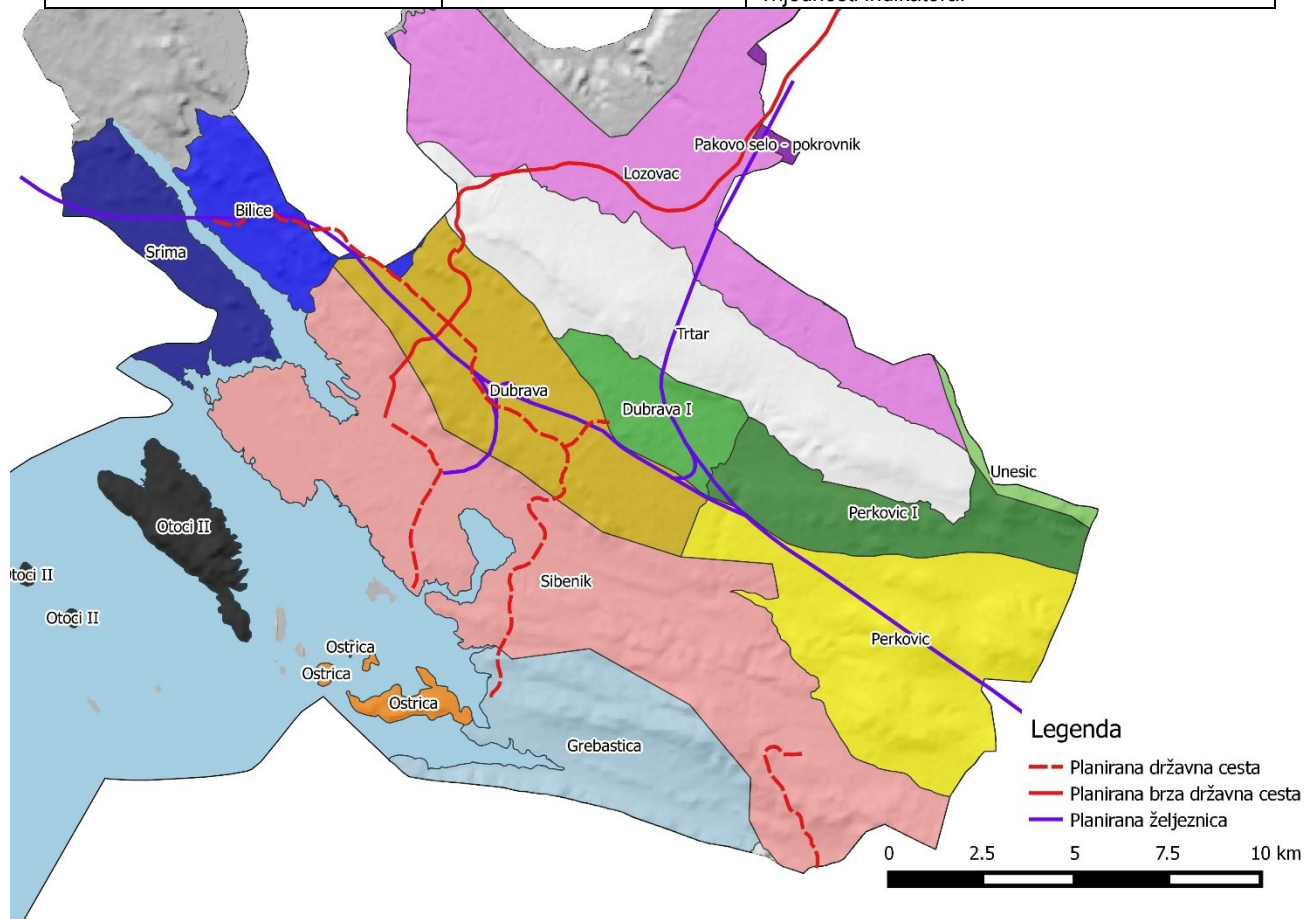 vrijednosti indikatora.
Pakovo selo - pokrovnik
Lozovac
Bilice
Srima
Trtar
Dubrava
Dubrava I
Unesic
Perkovic I
Otoci II
Otoci II
Sibenik
Otoci II
Perkovic
Ostrica
Ostrica
Ostrica
Grebastica
Legenda
Planirana državna cesta
Planirana brza državna cesta
Planirana željeznica
0 2.5 5 7.5 10 km